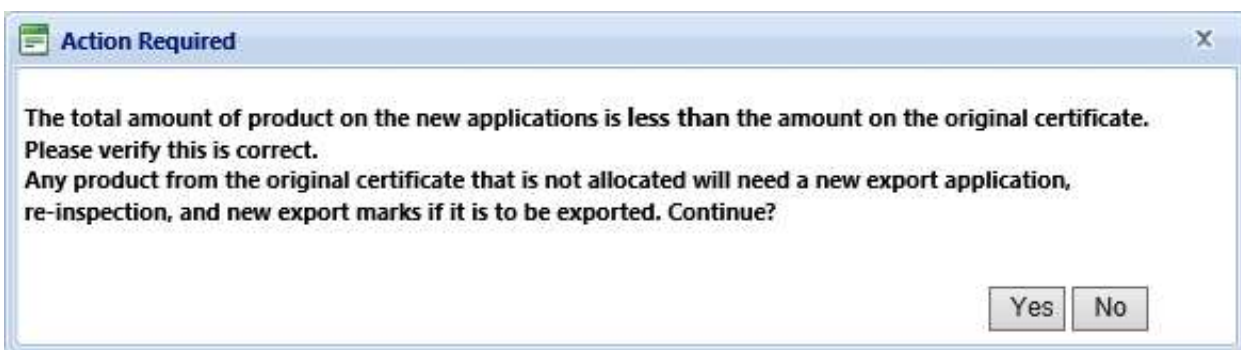 Action Required
X
The total amount of product on the new applications is less than the amount on the original certificate.
Please verify this is correct.
Any product from the original certificate that is not allocated will need a new export application,
re-inspection, and new export marks if it is to be exported. Continue?
Yes No